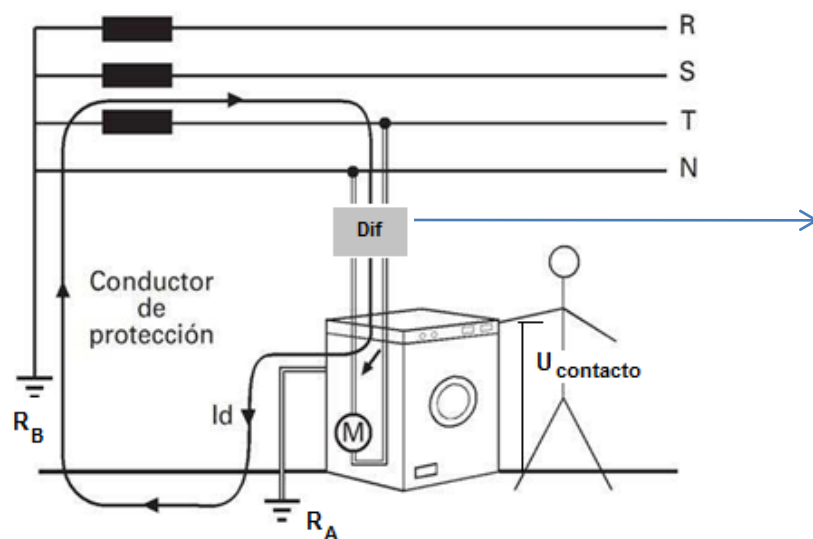 R
S
T
N
Dif
Conductor
de
protección
U contacto
Id
M
R B
R A